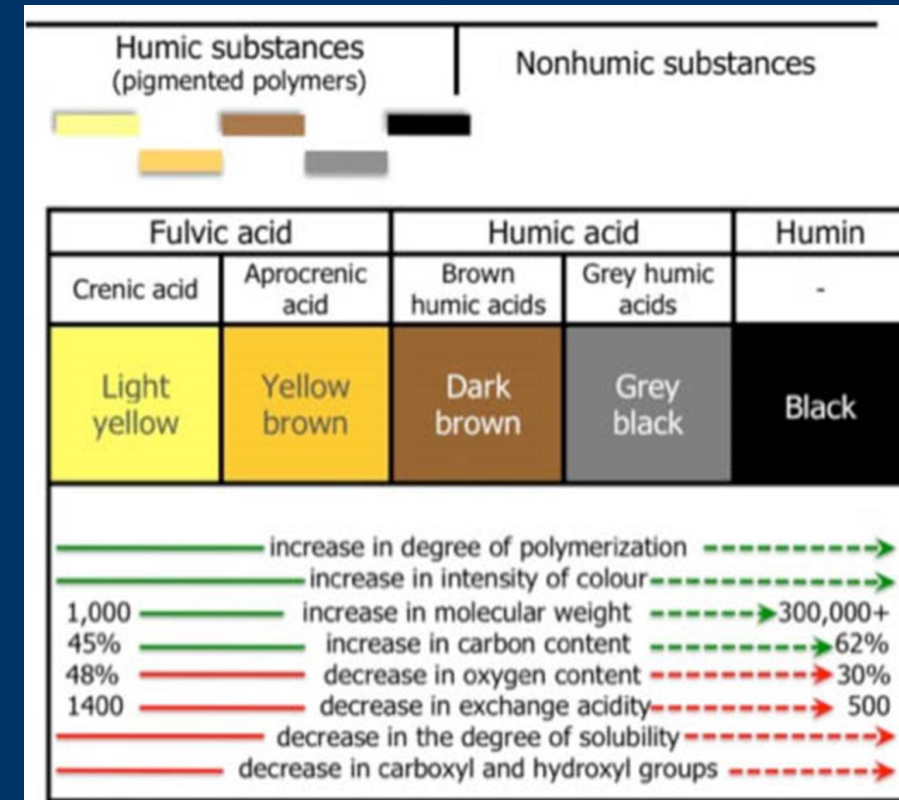 Humic substances
(pigmented polymers)
Nonhumic substances
Fulvic acid
Humic acid
Humin
Crenic acid
Aprocrenic
acid
Brown
humic acids
Grey humic
acids
-
Light
yellow
Yellow
brown
Dark
brown
Grey
black
Black
increase in degree of polymerization
increase in intensity of colour
1,000 increase in molecular weight 300,000+
45% increase in carbon content 62%
48% decrease in oxygen content 30%
1400 decrease in exchange acidity 500
decrease in the degree of solubility
decrease in carboxyl and hydroxyl groups